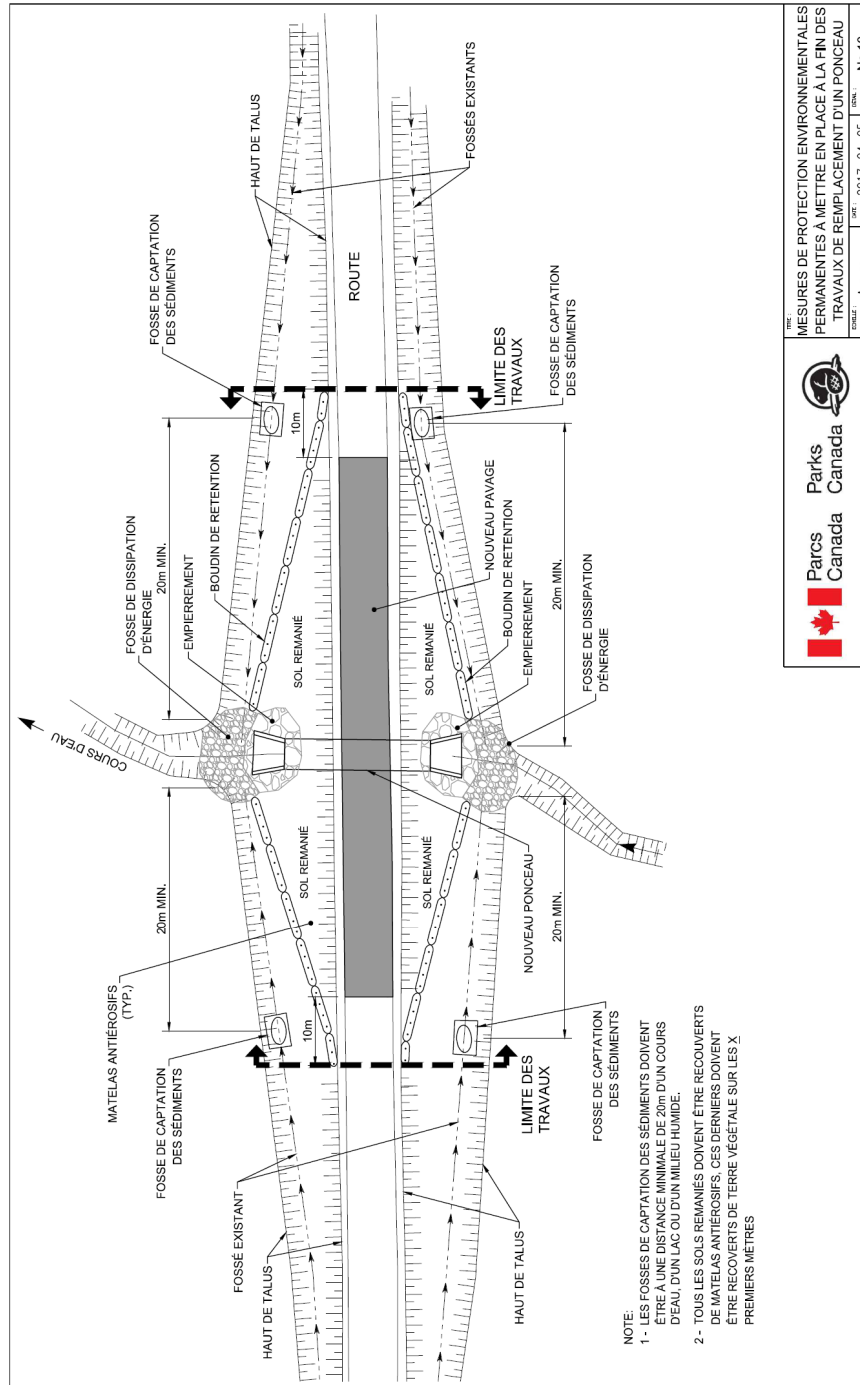 HAUT DE TALUS
FOSSÉS EXISTANTS
ROUTE
FOSSE DE CAPTATION
DES SÉDIMENTS
LIMITE DES
TRAVAUX
FOSSE DE CAPTATION
DES SÉDIMENTS
10m
20m MIN.
FOSSE DE DISSIPATION
D'ÉNERGIE
BOUDIN DE RETENTION
EMPIERREMENT
SOL REMANIÉ
NOUVEAU PAVAGE
SOL REMANIÉ
BOUDIN DE RETENTION
EMPIERREMENT
20m MIN.
FOSSE DE DISSIPATION
D'ÉNERGIE
COURS D'EAU
20m MIN.
SOL REMANIÉ
SOL REMANIÉ
NOUVEAU PONCEAU
20m MIN.
MATELAS ANTIÉROSIFS
(TYP.)
10m
FOSSE DE CAPTATION
DES SÉDIMENTS
LIMITE DES
TRAVAUX
FOSSE DE CAPTATION
DES SÉDIMENTS
FOSSÉ EXISTANT
HAUT DE TALUS
HAUT DE TALUS
NOTE:
1 - LES FOSSES DE CAPTATION DES SÉDIMENTS DOIVENT
ÊTRE À UNE DISTANCE MINIMALE DE 20m D'UN COURS
D'EAU, D'UN LAC OU D'UN MILIEU HUMIDE.
2 - TOUS LES SOLS REMANIÉS DOIVENT ÊTRE RECOUVERTS
DE MATELAS ANTIÉROSIFS, CES DERNIERS DOIVENT
ÊTRE RECOVERTS DE TERRE VÉGÉTALE SUR LES X
PREMIERS MÈTRES
Parcs
Canada
Parks
Canada
TITRE :
MESURES DE PROTECTION ENVIRONNEMENTALES
PERMANENTES À METTRE EN PLACE À LA FIN DES
TRAVAUX DE REMPLACEMENT D'UN PONCEAU
ECHELLE :
DATE :